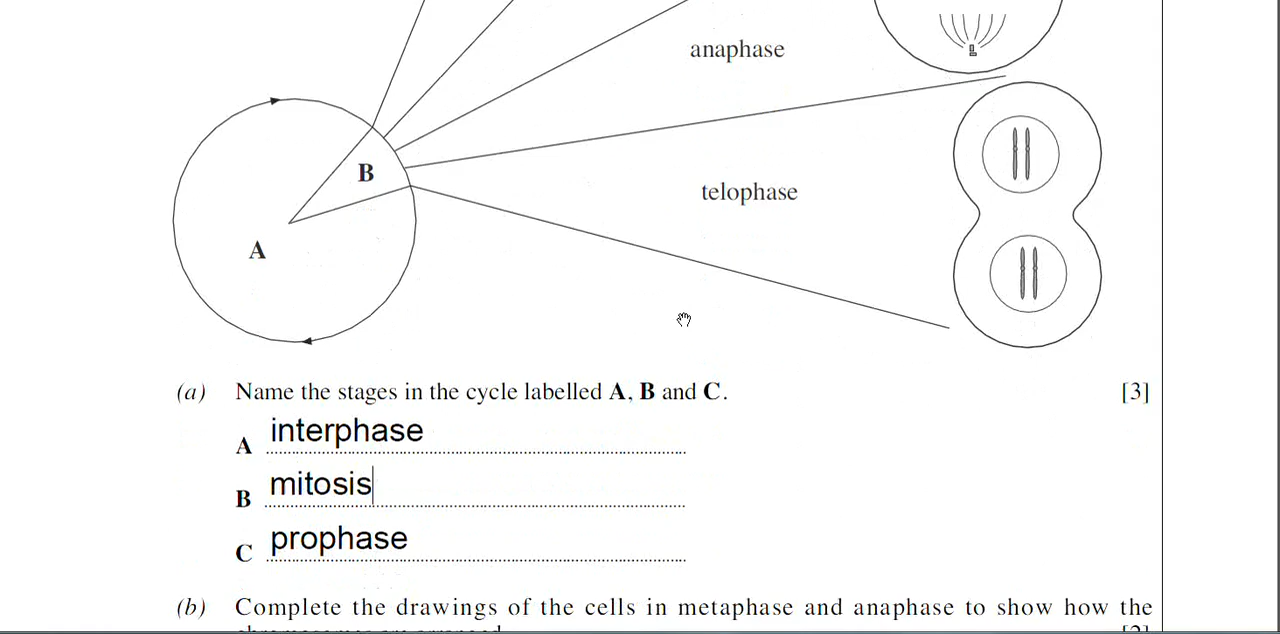 anaphase
B
telophase
A
(a) Name the stages in the cycle labelled A, B and C. [3]
A interphase
B mitosis
C prophase
(b) Complete the drawings of the cells in metaphase and anaphase to show how the